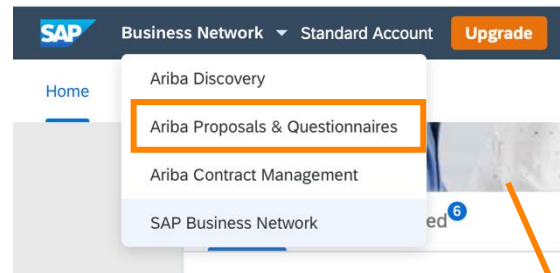 SAP Business Network Standard Account Upgrade
Home
Ariba Discovery
Ariba Proposals & Questionnaires
Ariba Contract Management
SAP Business Network
ed 6